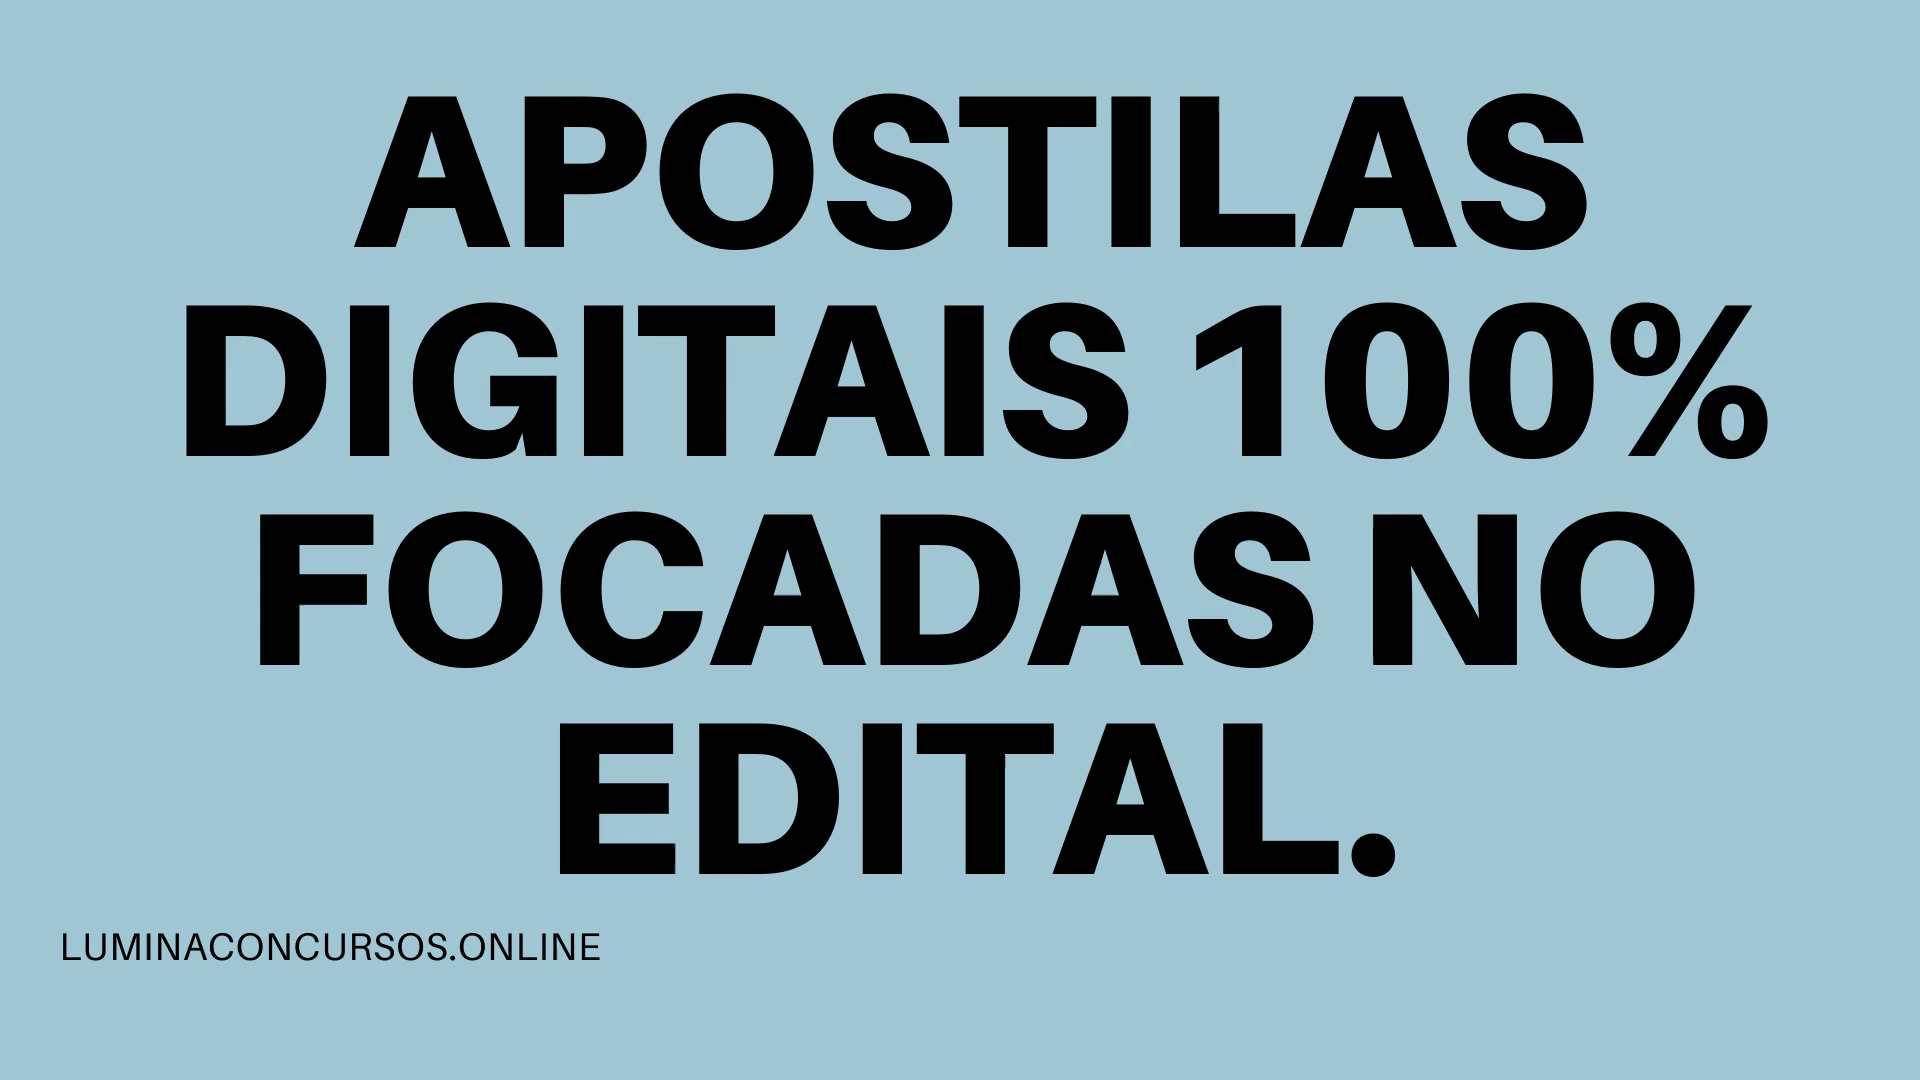 APOSTILAS
DIGITAIS 100%
FOCADAS NO
EDITAL.
LUMINACONCURSOS.ONLINE